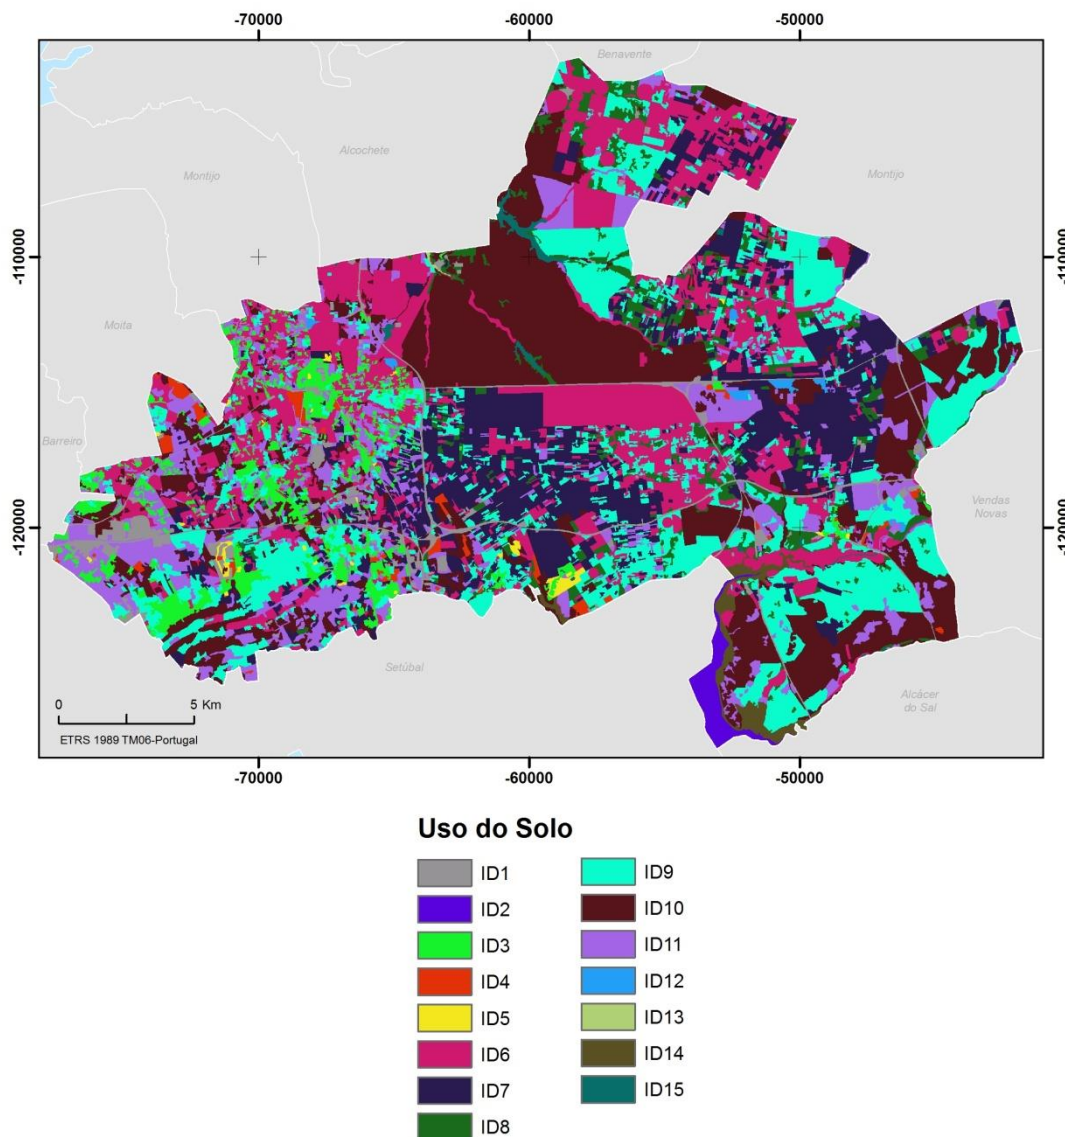 -70000 -60000 -50000
Benavente
Alcochete
Montijo
Montijo
-110000 -110000
Moita
Barreiro
Vendas
Novas
-120000 -120000
Setúbal
Alcácer
do Sal
0 5 Km
ETRS 1989 TM06-Portugal
-70000 -60000 -50000
Uso do Solo
ID1 ID9
ID2 ID10
ID3 ID11
ID4 ID12
ID5 ID13
ID6 ID14
ID7 ID15
ID8